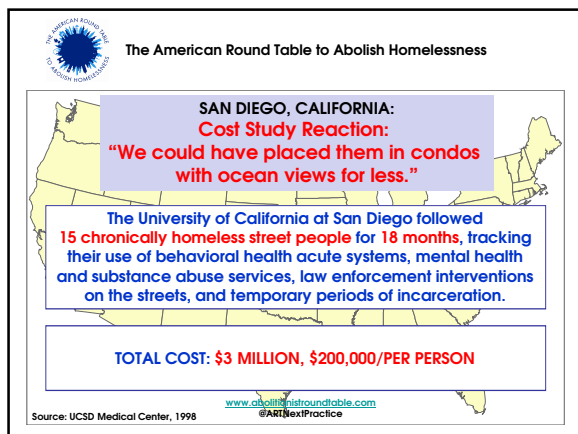 THE AMERICAN ROUND TABLE
TO ABOLISH HOMELESSNESS
The American Round Table to Abolish Homelessness
SAN DIEGO, CALIFORNIA:
Cost Study Reaction:
“We could have placed them in condos
with ocean views for less.”
The University of California at San Diego followed
15 chronically homeless street people for 18 months, tracking
their use of behavioral health acute systems, mental health
and substance abuse services, law enforcement interventions
on the streets, and temporary periods of incarceration.
TOTAL COST: $3 MILLION, $200,000/PER PERSON
www.abolitionistroundtable.com
@ARTNextPractice
Source: UCSD Medical Center, 1998